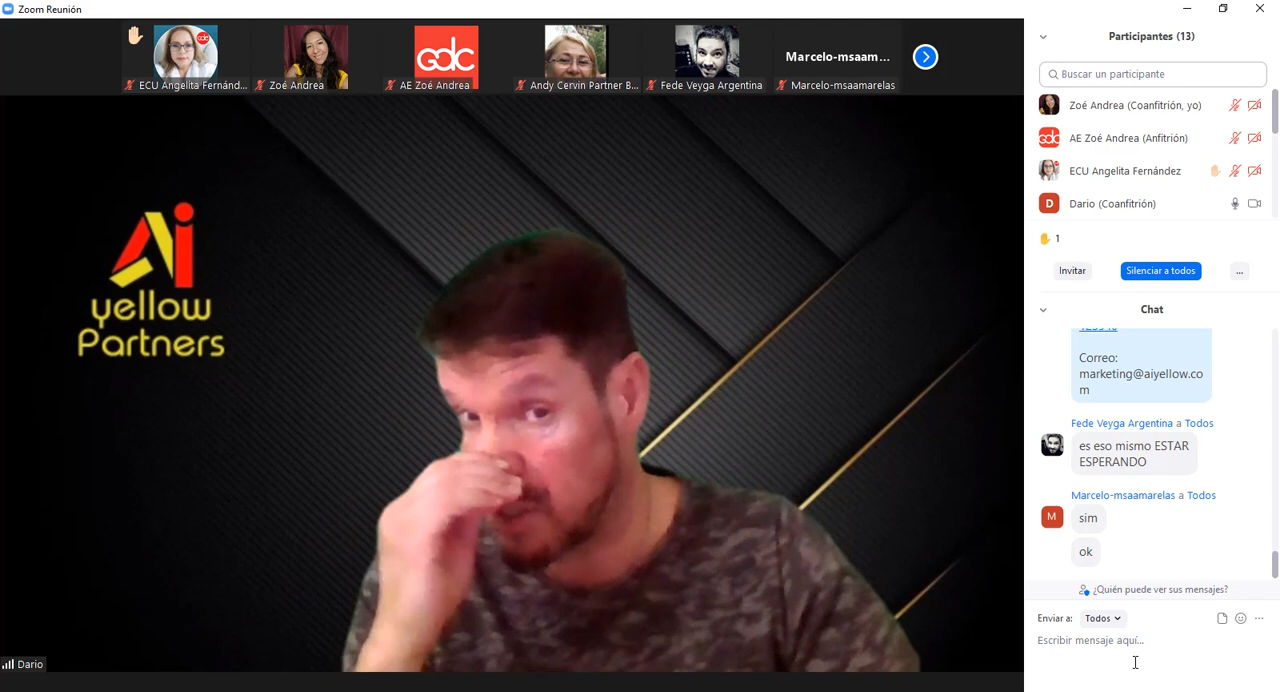 Zoom Reunión
ECU Angelita Fernánd...
Zoé Andrea
GDC
AE Zoé Andrea
Andy Cervin Partner B...
Fede Veyga Argentina
Marcelo-msaam...
Marcelo-msaamarelas
Ai
yellow
Partners
Dario
Participantes (13)
Buscar un participante
Zoé Andrea (Coanfitrión, yo)
AE Zoé Andrea (Anfitrión)
ECU Angelita Fernández
D
Dario (Coanfitrión)
1
Invitar
Silenciar a todos
...
Chat
Correo:
marketing@aiyellow.co
m
Fede Veyga Argentina a Todos
es eso mismo ESTAR
ESPERANDO
Marcelo-msaamarelas a Todos
M
sim
ok
¿Quién puede ver sus mensajes?
Enviar a:
Todos
Escribir mensaje aquí...